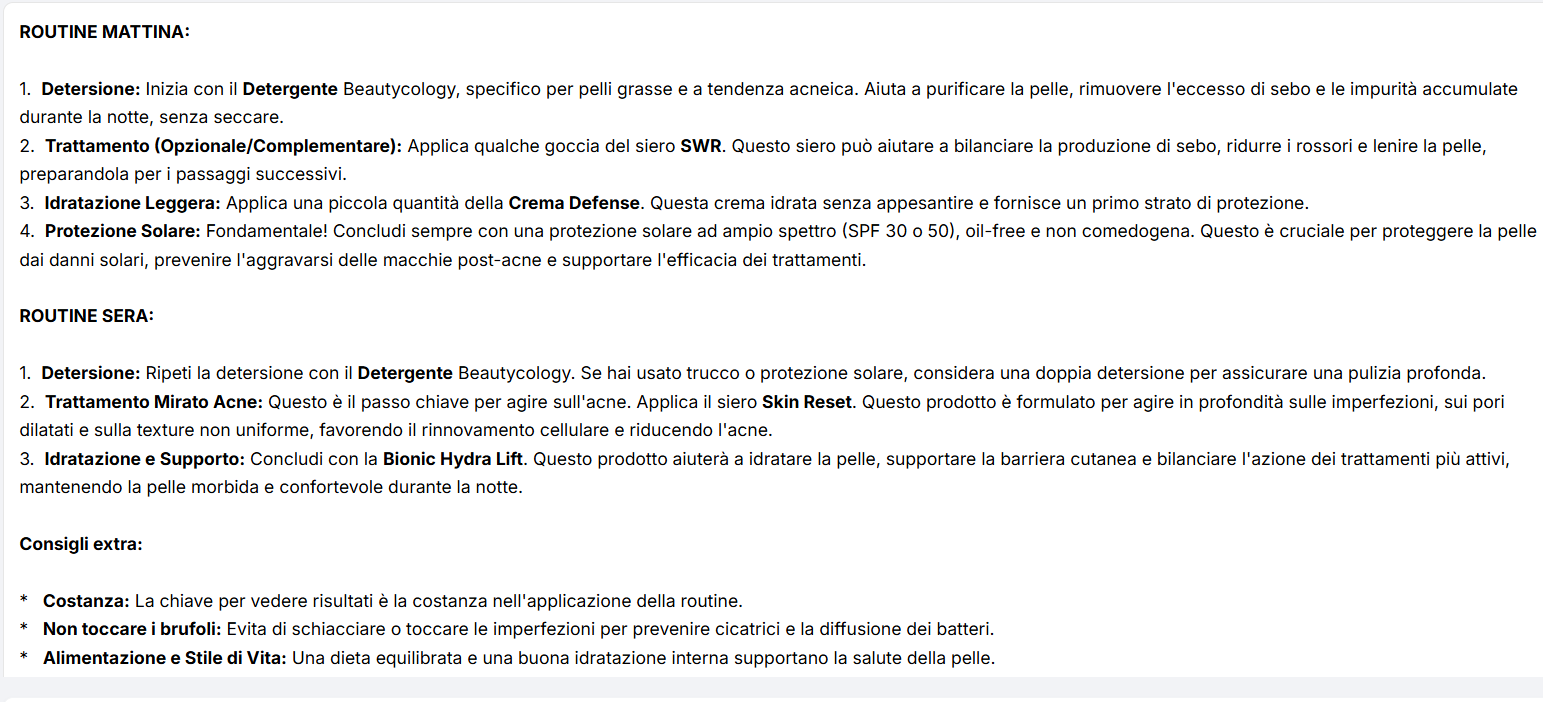 ROUTINE MATTINA:
1. Detersione: Inizia con il Detergente Beautycology, specifico per pelli grasse e a tendenza acneica. Aiuta a purificare la pelle, rimuovere l'eccesso di sebo e le impurità accumulate
durante la notte, senza seccare.
2. Trattamento (Opzionale/Complementare): Applica qualche goccia del siero SWR. Questo siero può aiutare a bilanciare la produzione di sebo, ridurre i rossori e lenire la pelle,
preparandola per i passaggi successivi.
3. Idratazione Leggera: Applica una piccola quantità della Crema Defense. Questa crema idrata senza appesantire e fornisce un primo strato di protezione.
4. Protezione Solare: Fondamentale! Concludi sempre con una protezione solare ad ampio spettro (SPF 30 o 50), oil-free e non comedogena. Questo è cruciale per proteggere la pelle
dai danni solari, prevenire l'aggravarsi delle macchie post-acne e supportare l'efficacia dei trattamenti.
ROUTINE SERA:
1. Detersione: Ripeti la detersione con il Detergente Beautycology. Se hai usato trucco o protezione solare, considera una doppia detersione per assicurare una pulizia profonda.
2. Trattamento Mirato Acne: Questo è il passo chiave per agire sull'acne. Applica il siero Skin Reset. Questo prodotto è formulato per agire in profondità sulle imperfezioni, sui pori
dilatati e sulla texture non uniforme, favorendo il rinnovamento cellulare e riducendo l'acne.
3. Idratazione e Supporto: Concludi con la Bionic Hydra Lift. Questo prodotto aiuterà a idratare la pelle, supportare la barriera cutanea e bilanciare l'azione dei trattamenti più attivi,
mantenendo la pelle morbida e confortevole durante la notte.
Consigli extra:
* Costanza: La chiave per vedere risultati è la costanza nell'applicazione della routine.
* Non toccare i brufoli: Evita di schiacciare o toccare le imperfezioni per prevenire cicatrici e la diffusione dei batteri.
* Alimentazione e Stile di Vita: Una dieta equilibrata e una buona idratazione interna supportano la salute della pelle.